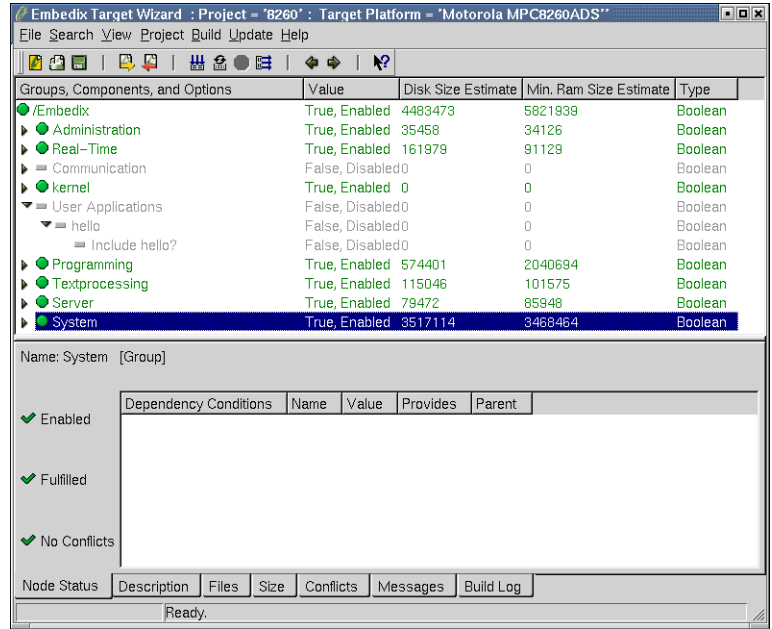 Embedix Target Wizard : Project = '8260' : Target Platform = 'Motorola MPC8260ADS''
File Search View Project Build Update Help
Groups, Components, and Options Value Disk Size Estimate Min. Ram Size Estimate Type
/Embedix True, Enabled 4483473 5821939 Boolean
Administration True, Enabled 35458 34126 Boolean
Real-Time True, Enabled 161979 91129 Boolean
Communication False, Disabled 0 0 Boolean
kernel True, Enabled 0 0 Boolean
User Applications False, Disabled 0 0 Boolean
hello False, Disabled 0 0 Boolean
Include hello? False, Disabled 0 0 Boolean
Programming True, Enabled 574401 2040694 Boolean
Textprocessing True, Enabled 115046 101575 Boolean
Server True, Enabled 79472 85948 Boolean
System True, Enabled 3517114 3468464 Boolean
Name: System [Group]
Dependency Conditions Name Value Provides Parent
Enabled
Fulfilled
No Conflicts
Node Status Description Files Size Conflicts Messages Build Log
Ready.